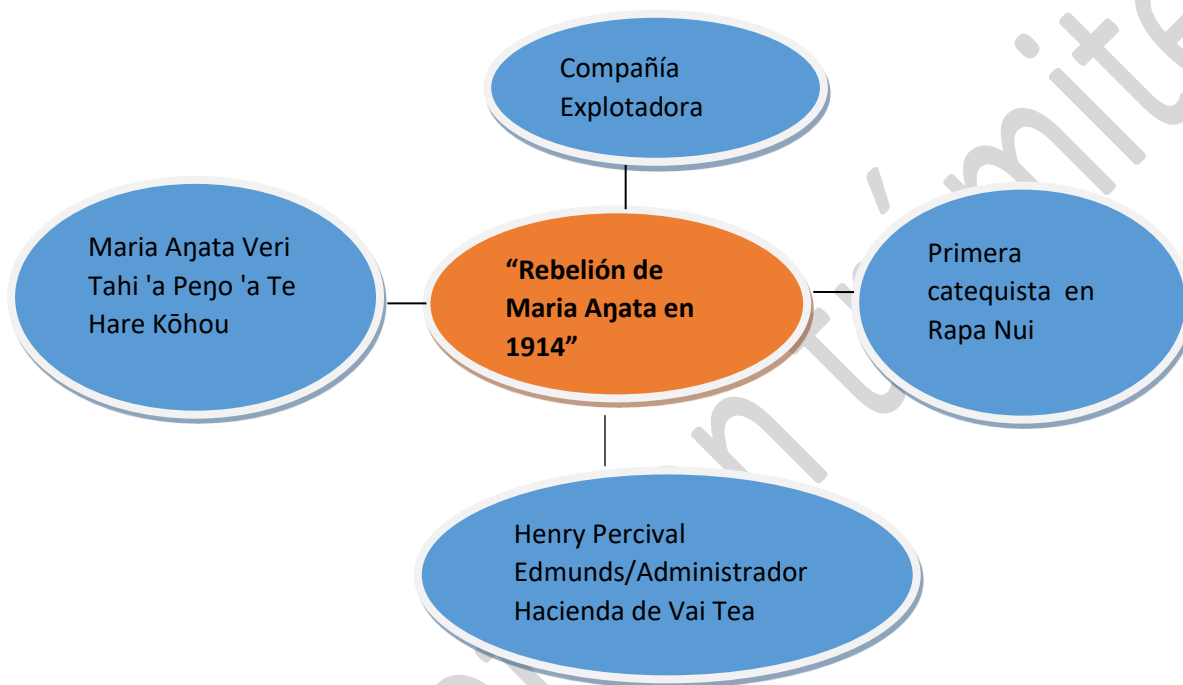 Compañía
Explotadora
Maria Aŋata Veri
Tahi 'a Peŋo 'a Te
Hare Kōhou
“Rebelión de
Maria Aŋata en
1914”
Primera
catequista en
Rapa Nui
Henry Percival
Edmunds/Administrador
Hacienda de Vai Tea